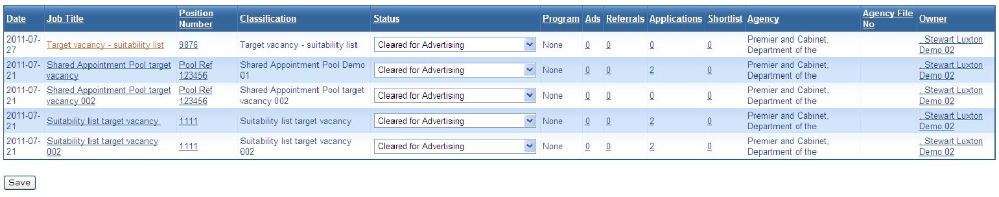 Date Job Title Position Number Classification Status Program Ads Referrals Applications Shortlist Agency Agency File No Owner
2011-07-27 Target vacancy - suitability list 9876 Target vacancy - suitability list Cleared for Advertising None 0 0 0 0 Premier and Cabinet, Department of the . Stewart Luxton Demo 02
2011-07-21 Shared Appointment Pool target vacancy Pool Ref 123456 Shared Appointment Pool Demo 01 Cleared for Advertising None 0 0 2 0 Premier and Cabinet, Department of the . Stewart Luxton Demo 02
2011-07-21 Shared Appointment Pool target vacancy 002 Pool Ref 123456 Shared Appointment Pool target vacancy 002 Cleared for Advertising None 0 0 0 0 Premier and Cabinet, Department of the . Stewart Luxton Demo 02
2011-07-21 Suitability list target vacancy 1111 Suitability list target vacancy Cleared for Advertising None 0 0 2 0 Premier and Cabinet, Department of the . Stewart Luxton Demo 02
2011-07-21 Suitability list target vacancy 002 1111 Suitability list target vacancy 002 Cleared for Advertising None 0 0 2 0 Premier and Cabinet, Department of the . Stewart Luxton Demo 02
Save